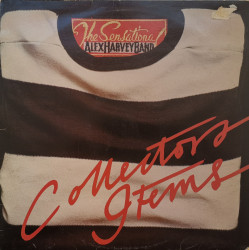 The Sensational
ALEX HARVEY BAND
Collectors
Items